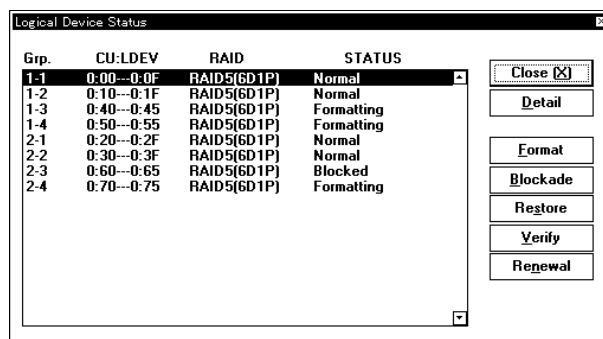 Logical Device Status
Grp. CU:LDEV RAID STATUS
1-1 0:00---0:0F RAID5(6D1P) Normal
1-2 0:10---0:1F RAID5(6D1P) Normal
1-3 0:40---0:45 RAID5(6D1P) Formatting
1-4 0:50---0:55 RAID5(6D1P) Formatting
2-1 0:20---0:2F RAID5(6D1P) Normal
2-2 0:30---0:3F RAID5(6D1P) Normal
2-3 0:60---0:65 RAID5(6D1P) Blocked
2-4 0:70---0:75 RAID5(6D1P) Formatting
Close (X)
Detail
Format
Blockade
Restore
Verify
Renewal